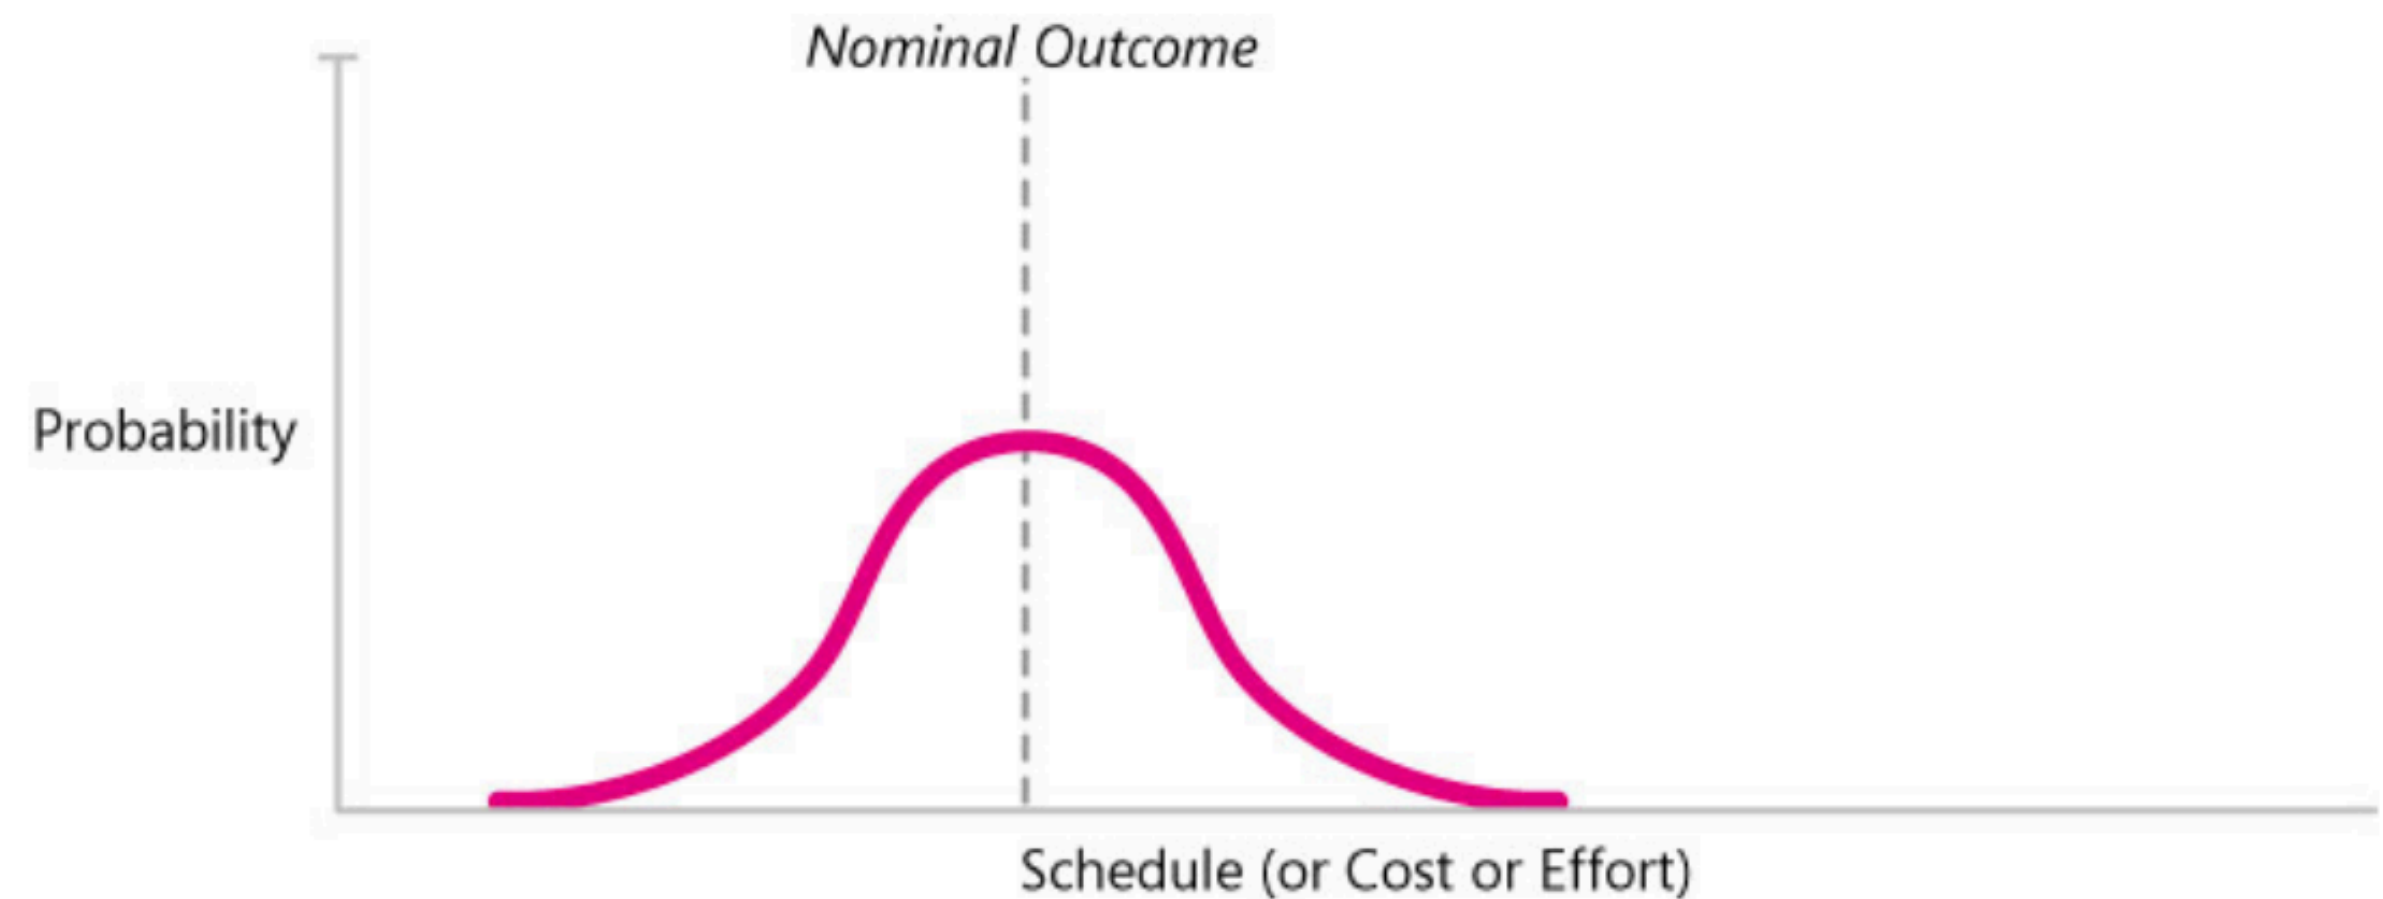 Nominal Outcome
Probability
Schedule (or Cost or Effort)